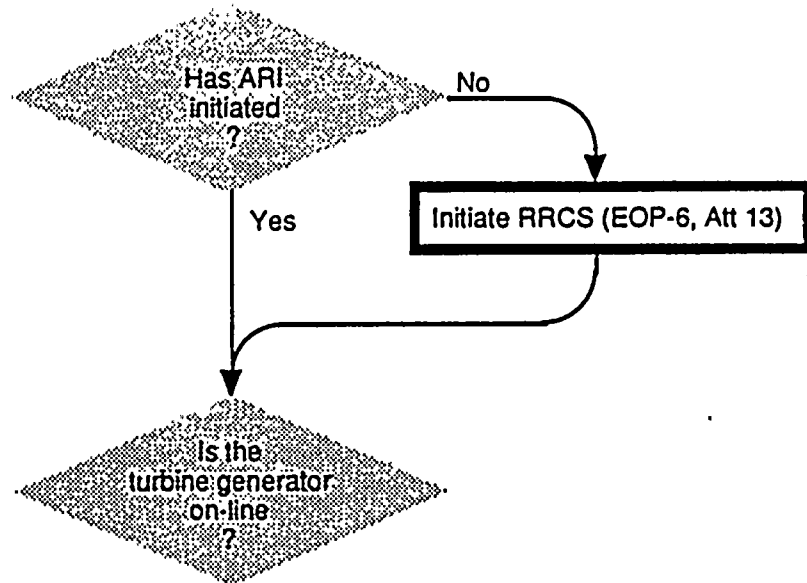 Has ARI
initiated
?
No
Yes
Initiate RRCS (EOP-6, Att 13)
Is the
turbine generator
on-line
?